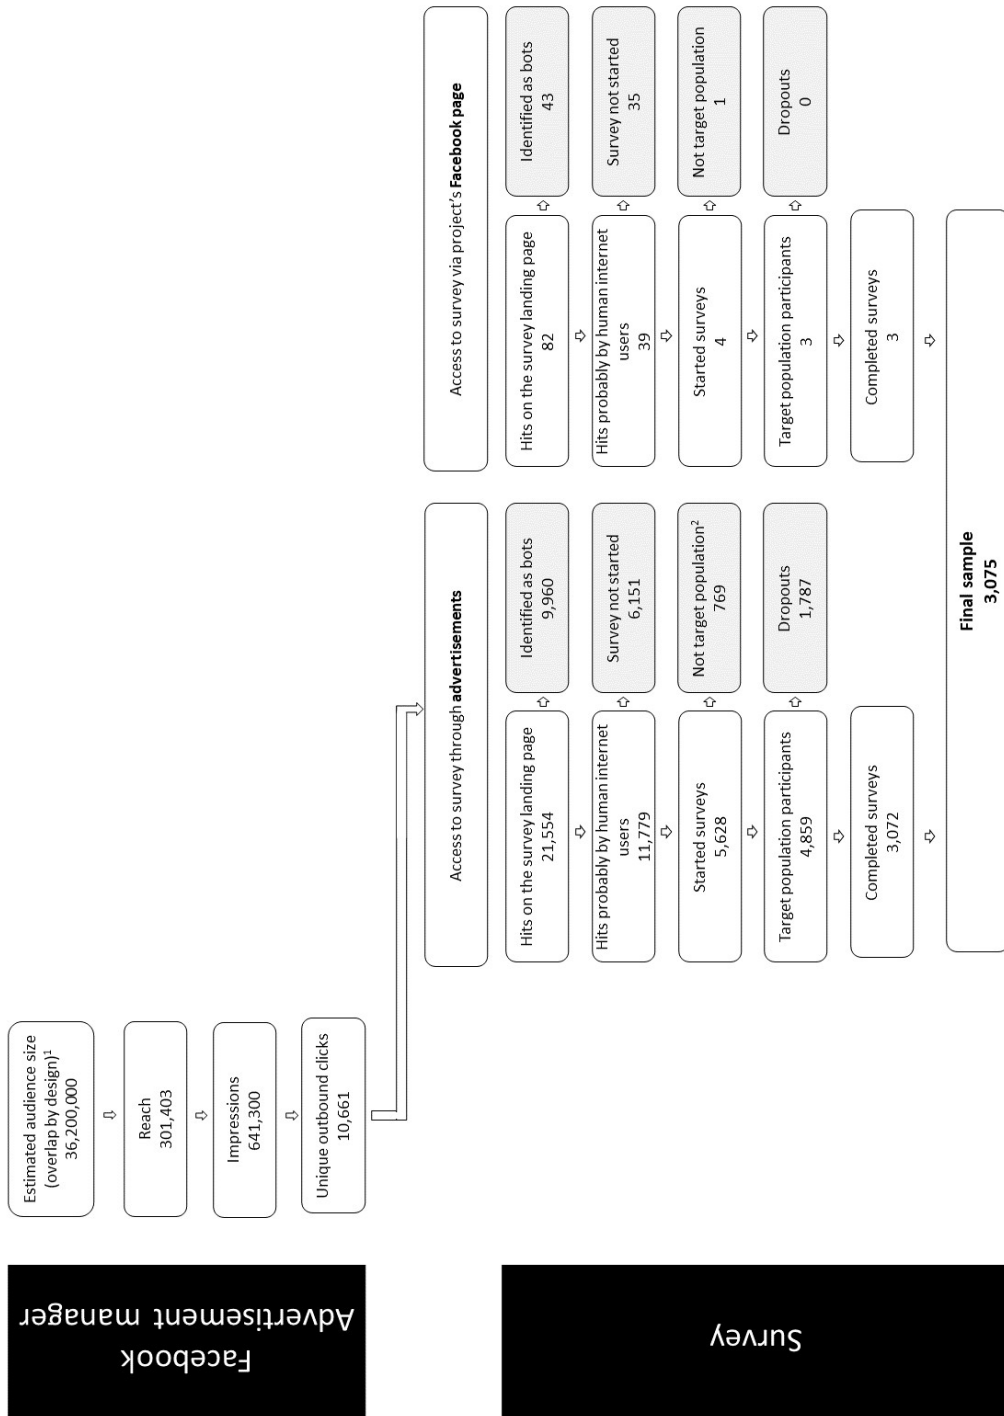 Facebook
Advertisement manager
Estimated audience size
(overlap by design)¹
36,200,000
Reach
301,403
Impressions
641,300
Unique outbound clicks
10,661
Survey
Access to survey through advertisements
Hits on the survey landing page
21,554
Identified as bots
9,960
Hits probably by human internet
users
11,779
Survey not started
6,151
Started surveys
5,628
Not target population²
769
Target population participants
4,859
Dropouts
1,787
Completed surveys
3,072
Access to survey via project's Facebook page
Hits on the survey landing page
82
Identified as bots
43
Hits probably by human internet
users
39
Survey not started
35
Started surveys
4
Not target population
1
Target population participants
3
Dropouts
0
Completed surveys
3
Final sample
3,075